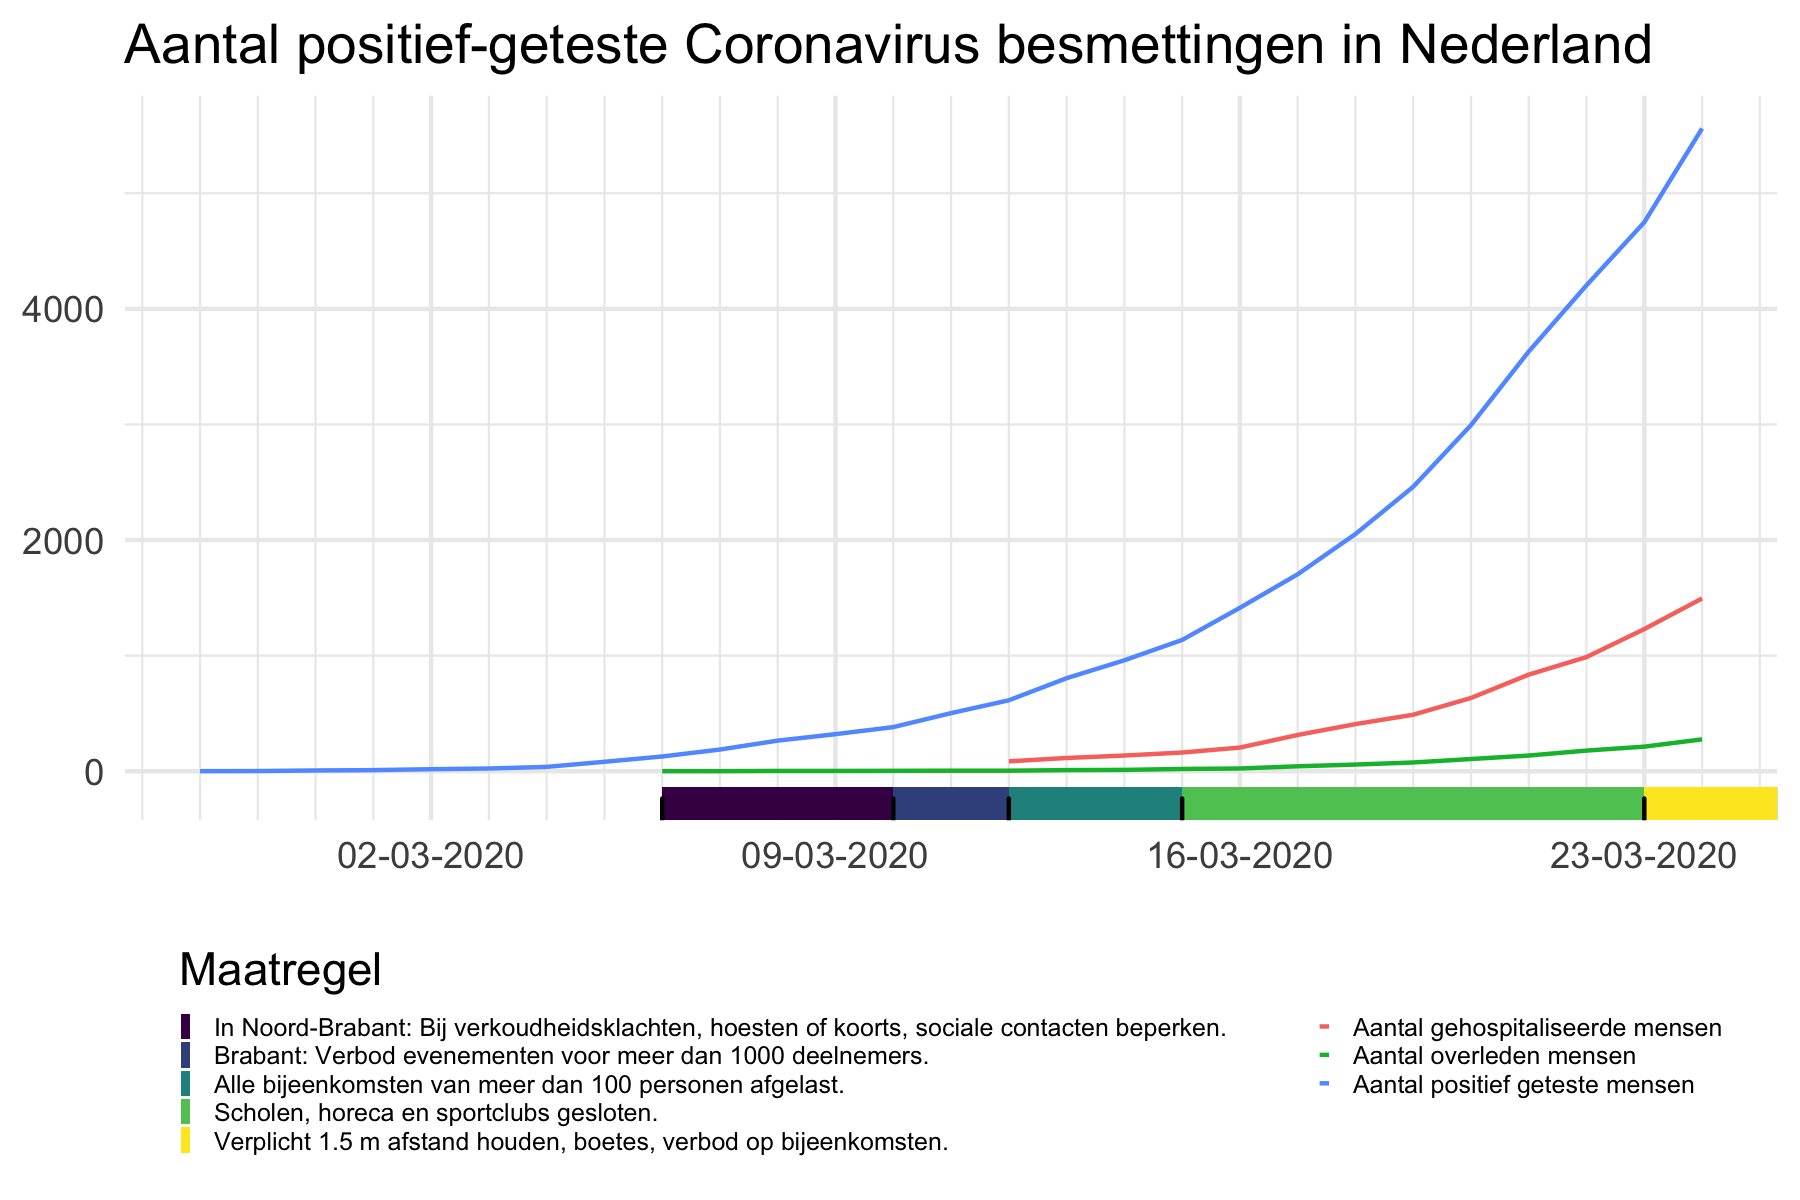 Aantal positief-geteste Coronavirus besmettingen in Nederland
4000
2000
0
02-03-2020 09-03-2020 16-03-2020 23-03-2020
Maatregel
In Noord-Brabant: Bij verkoudheidsklachten, hoesten of koorts, sociale contacten beperken.
Brabant: Verbod evenementen voor meer dan 1000 deelnemers.
Alle bijeenkomsten van meer dan 100 personen afgelast.
Scholen, horeca en sportclubs gesloten.
Verplicht 1.5 m afstand houden, boetes, verbod op bijeenkomsten.
Aantal gehospitaliseerde mensen
Aantal overleden mensen
Aantal positief geteste mensen